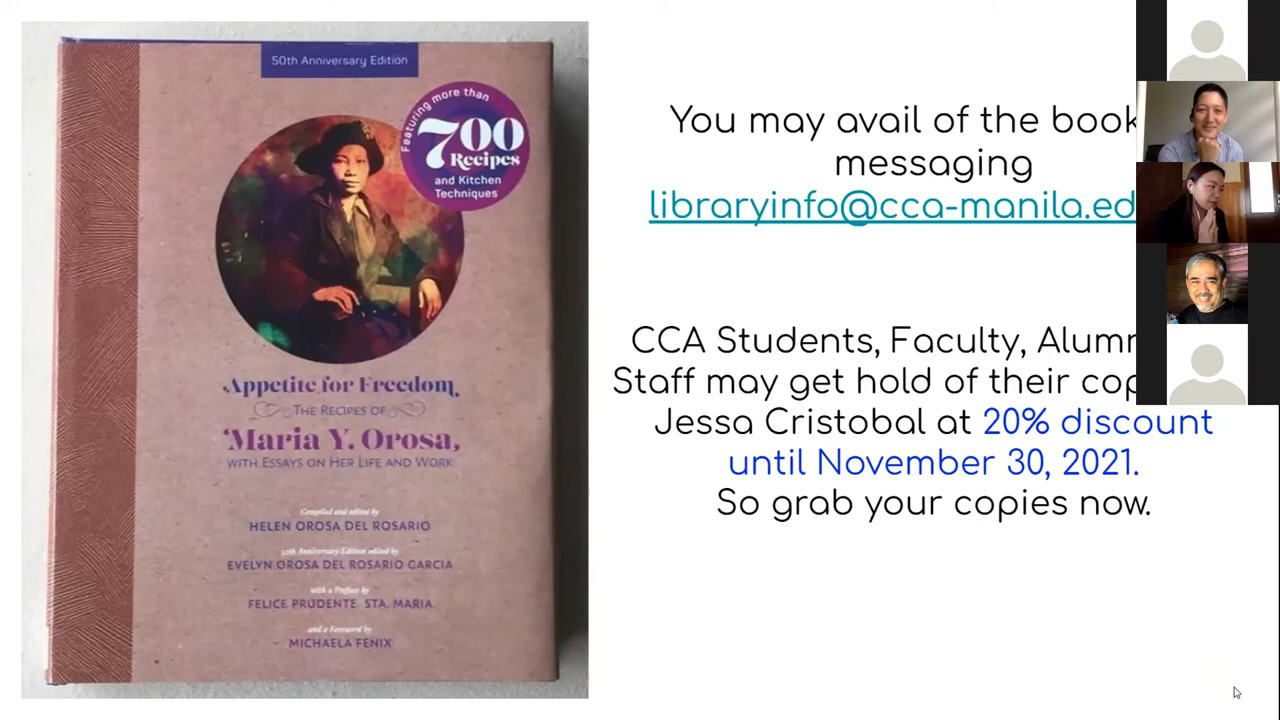 50th Anniversary Edition
Featuring more than
700
Recipes
and Kitchen
Techniques
Appetite for Freedom,
THE RECIPES OF
Maria Y. Orosa,
WITH ESSAYS ON HER LIFE AND WORK
Compiled and edited by
HELEN OROSA DEL ROSARIO
50th Anniversary Edition edited by
EVELYN OROSA DEL ROSARIO GARCIA
with a Preface by
FELICE PRUDENTE STA. MARIA
and a Foreword by
MICHAELA FENIX
You may avail of the book
messaging
libraryinfo@cca-manila.ed
CCA Students, Faculty, Alum
Staff may get hold of their cop
Jessa Cristobal at 20% discount
until November 30, 2021.
So grab your copies now.